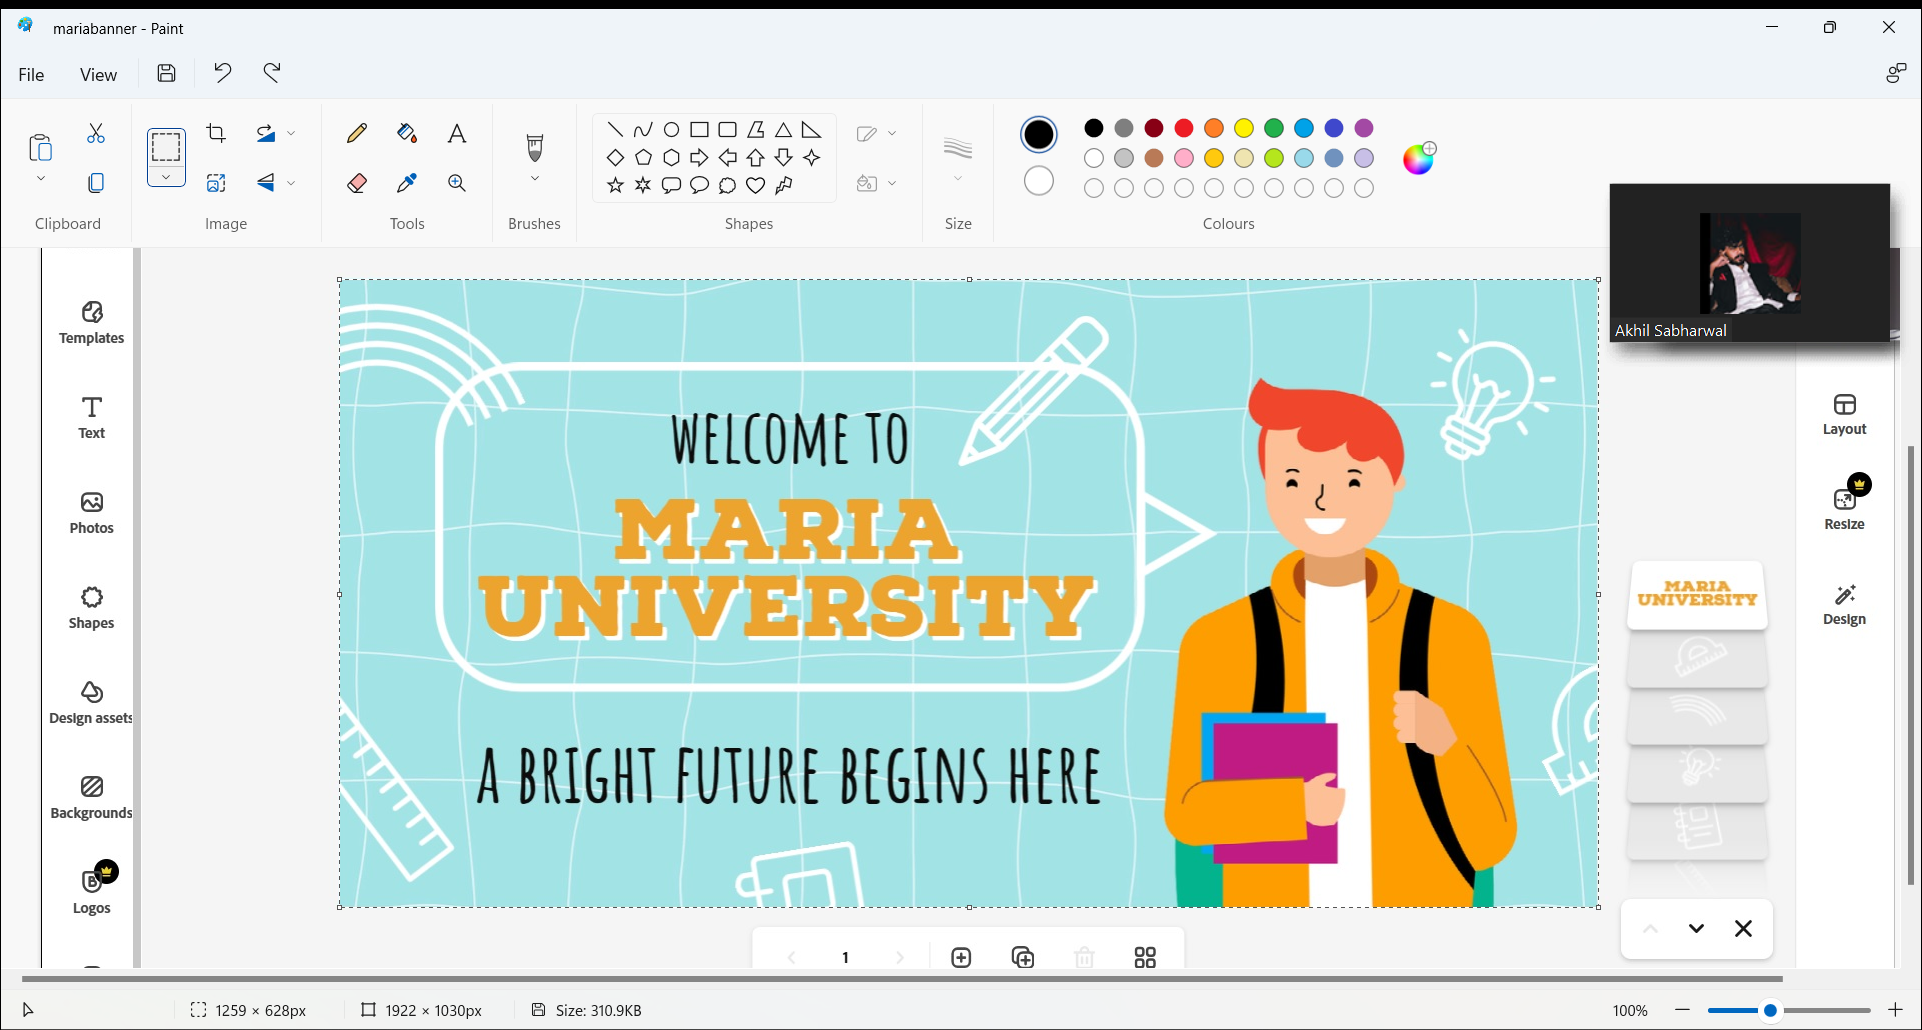 mariabanner - Paint
File
View
Clipboard
Image
Tools
Brushes
Shapes
Size
Colours
Akhil Sabharwal
Templates
Text
Photos
Shapes
Design assets
Backgrounds
B
Logos
WELCOME TO
MARIA
UNIVERSITY
A BRIGHT FUTURE BEGINS HERE
Layout
Resize
Design
MARIA
UNIVERSITY
1
1259 × 628px
1922 × 1030px
Size: 310.9KB
100%